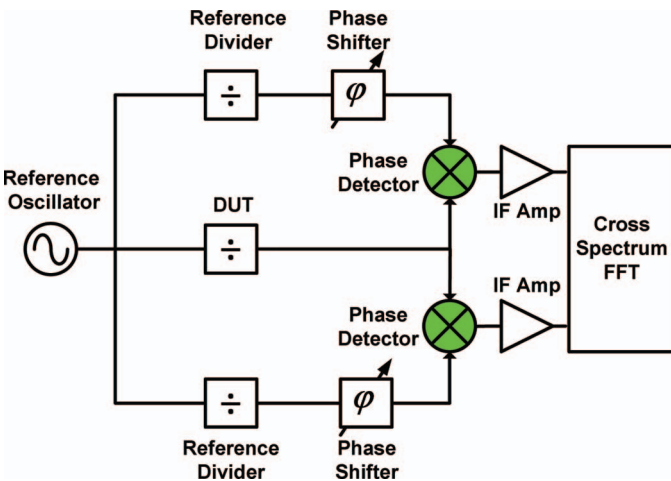 Reference
Divider
Phase
Shifter
÷
φ
Phase
Detector
IF Amp
Reference
Oscillator
DUT
÷
Cross
Spectrum
FFT
IF Amp
Phase
Detector
÷
φ
Reference
Divider
Phase
Shifter